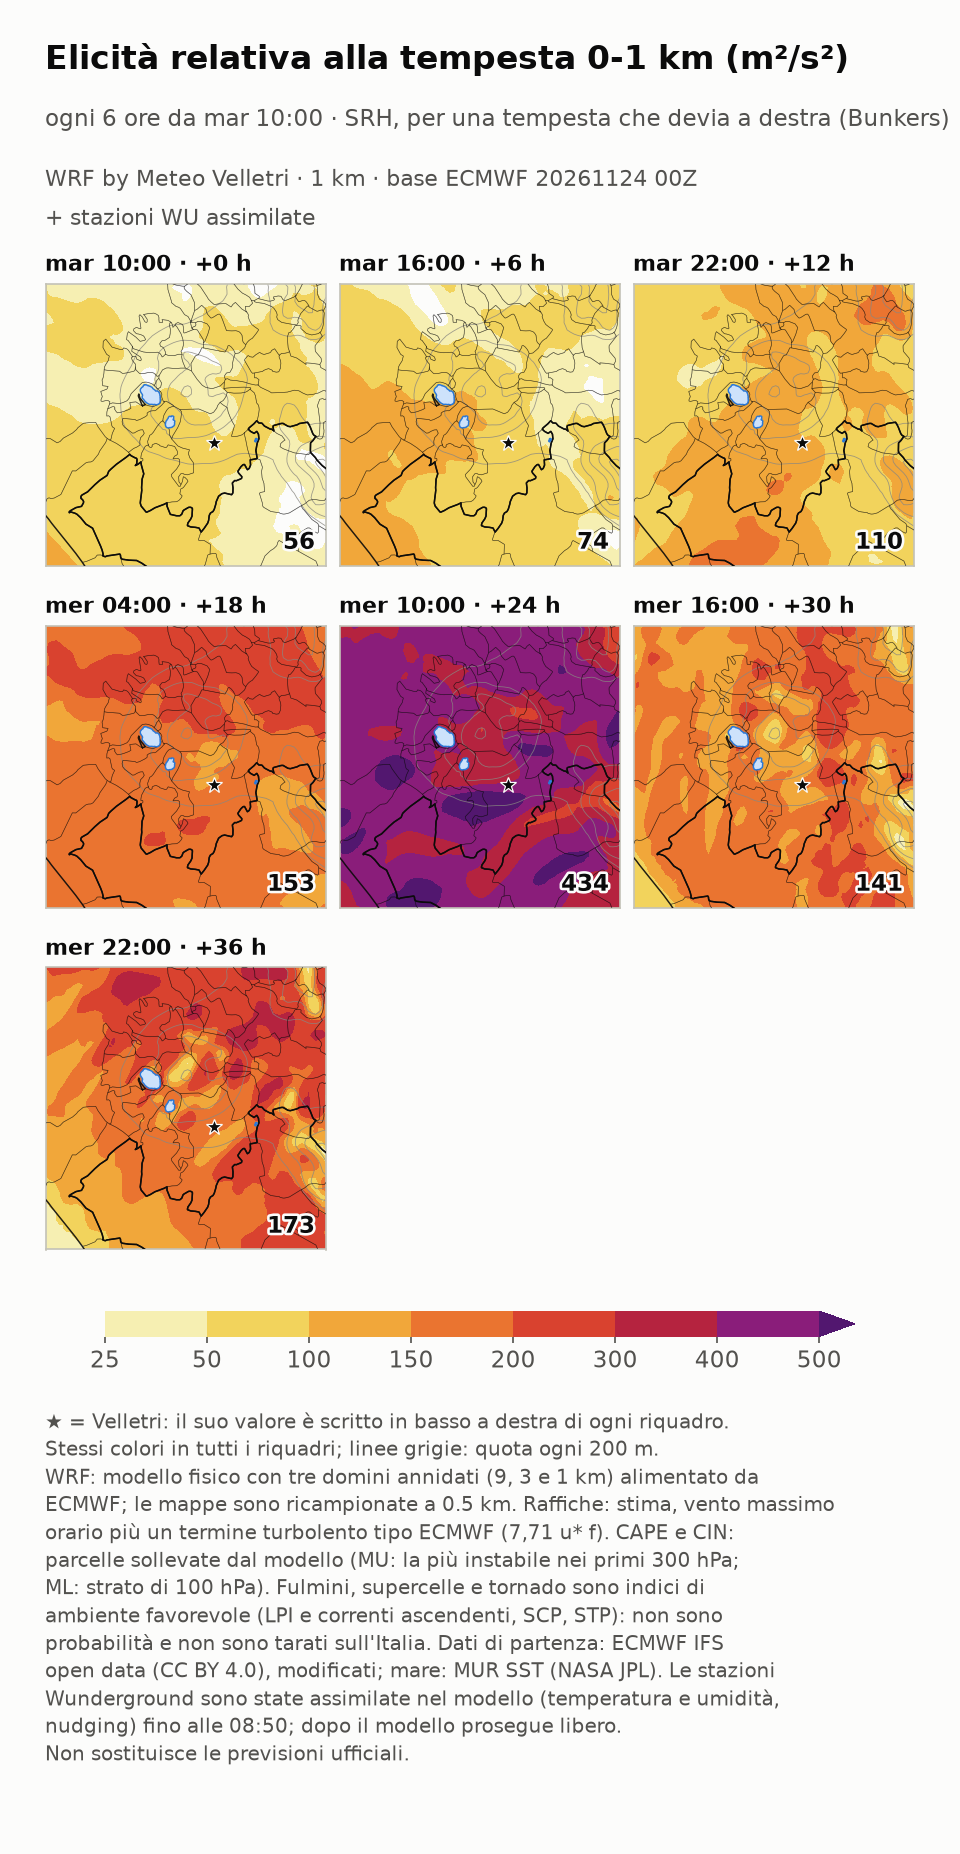 Elicità relativa alla tempesta 0-1 km (m²/s²)
ogni 6 ore da mar 10:00 · SRH, per una tempesta che devia a destra (Bunkers)
WRF by Meteo Velletri · 1 km · base ECMWF 20261124 00Z
+ stazioni WU assimilate
mar 10:00 · +0 h
mar 16:00 · +6 h
mar 22:00 · +12 h
56
74
110
mer 04:00 · +18 h
mer 10:00 · +24 h
mer 16:00 · +30 h
153
434
141
mer 22:00 · +36 h
173
25 50 100 150 200 300 400 500
★ = Velletri: il suo valore è scritto in basso a destra di ogni riquadro.
Stessi colori in tutti i riquadri; linee grigie: quota ogni 200 m.
WRF: modello fisico con tre domini annidati (9, 3 e 1 km) alimentato da
ECMWF; le mappe sono ricampionate a 0.5 km. Raffiche: stima, vento massimo
orario più un termine turbolento tipo ECMWF (7,71 u* f). CAPE e CIN:
parcelle sollevate dal modello (MU: la più instabile nei primi 300 hPa;
ML: strato di 100 hPa). Fulmini, supercelle e tornado sono indici di
ambiente favorevole (LPI e correnti ascendenti, SCP, STP): non sono
probabilità e non sono tarati sull'Italia. Dati di partenza: ECMWF IFS
open data (CC BY 4.0), modificati; mare: MUR SST (NASA JPL). Le stazioni
Wunderground sono state assimilate nel modello (temperatura e umidità,
nudging) fino alle 08:50; dopo il modello prosegue libero.
Non sostituisce le previsioni ufficiali.